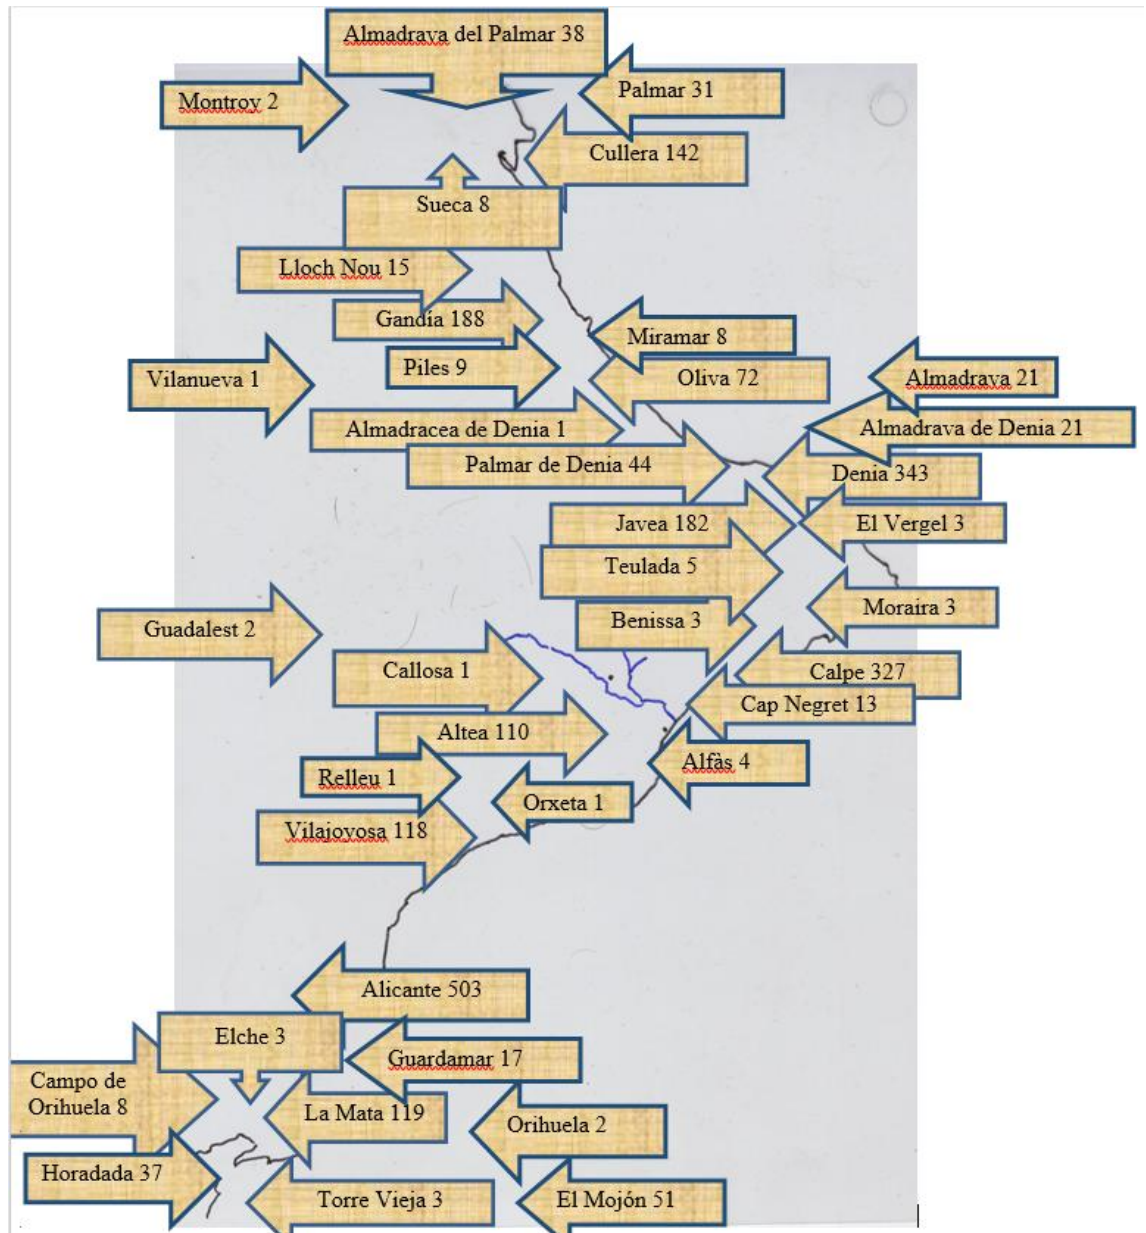 Almadrava del Palmar 38
Montroy 2
Palmar 31
Cullera 142
Sueca 8
Lloch Nou 15
Gandía 188
Miramar 8
Piles 9
Vilanueva 1
Oliva 72
Almadrava 21
Almadracea de Denia 1
Almadrava de Denia 21
Palmar de Denia 44
Denia 343
Javea 182
El Vergel 3
Teulada 5
Moraira 3
Benissa 3
Guadalest 2
Callosa 1
Calpe 327
Cap Negret 13
Altea 110
Alfàs 4
Relleu 1
Orxeta 1
Vilajoyosa 118
Alicante 503
Elche 3
Guardamar 17
Campo de
Orihuela 8
La Mata 119
Orihuela 2
Horadada 37
Torre Vieja 3
El Mojón 51